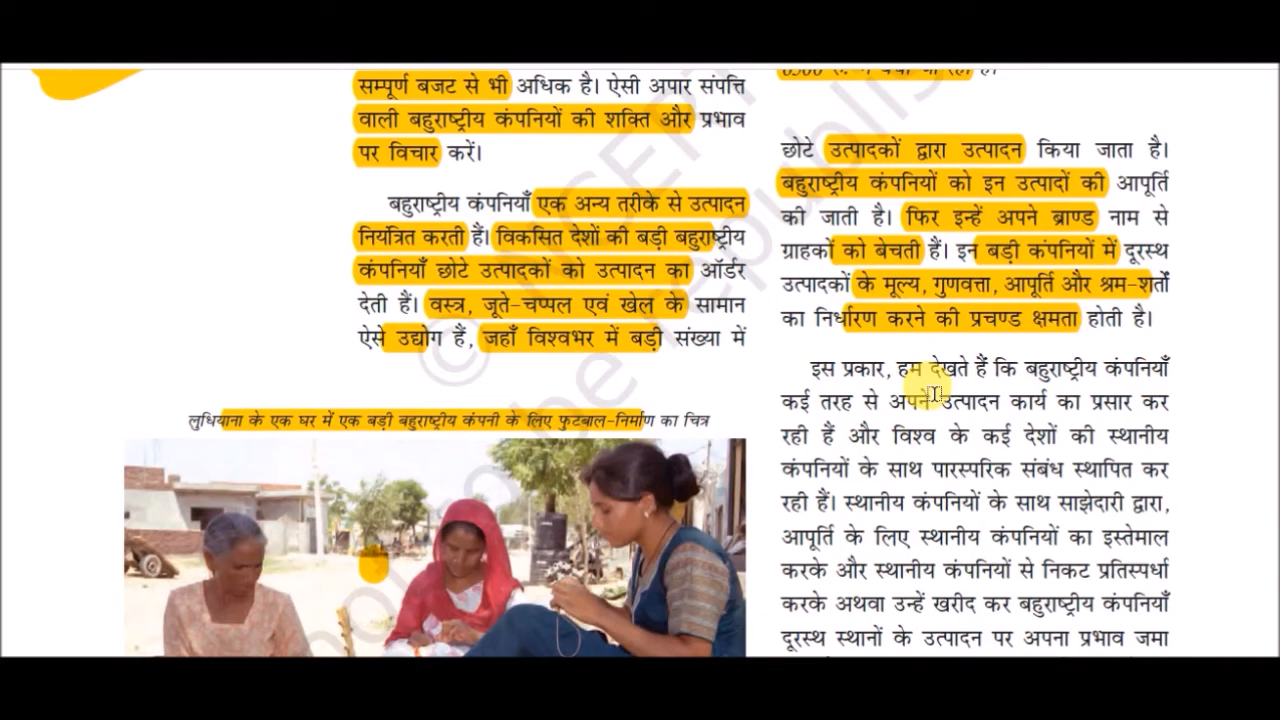 सम्पूर्ण बजट से भी अधिक है। ऐसी अपार संपत्ति
वाली बहुराष्ट्रीय कंपनियों की शक्ति और प्रभाव
पर विचार करें।
बहुराष्ट्रीय कंपनियाँ एक अन्य तरीके से उत्पादन
नियंत्रित करती हैं। विकसित देशों की बड़ी बहुराष्ट्रीय
कंपनियाँ छोटे उत्पादकों को उत्पादन का ऑर्डर
देती हैं। वस्त्र, जूते-चप्पल एवं खेल के सामान
ऐसे उद्योग हैं, जहाँ विश्वभर में बड़ी संख्या में
लुधियाना के एक घर में एक बड़ी बहुराष्ट्रीय कंपनी के लिए फुटबाल-निर्माण का चित्र
छोटे उत्पादकों द्वारा उत्पादन किया जाता है।
बहुराष्ट्रीय कंपनियों को इन उत्पादों की आपूर्ति
की जाती है। फिर इन्हें अपने ब्राण्ड नाम से
ग्राहकों को बेचती हैं। इन बड़ी कंपनियों में दूरस्थ
उत्पादकों के मूल्य, गुणवत्ता, आपूर्ति और श्रम-शर्तों
का निर्धारण करने की प्रचण्ड क्षमता होती है।
इस प्रकार, हम देखते हैं कि बहुराष्ट्रीय कंपनियाँ
कई तरह से अपने उत्पादन कार्य का प्रसार कर
रही हैं और विश्व के कई देशों की स्थानीय
कंपनियों के साथ पारस्परिक संबंध स्थापित कर
रही हैं। स्थानीय कंपनियों के साथ साझेदारी द्वारा,
आपूर्ति के लिए स्थानीय कंपनियों का इस्तेमाल
करके और स्थानीय कंपनियों से निकट प्रतिस्पर्धा
करके अथवा उन्हें खरीद कर बहुराष्ट्रीय कंपनियाँ
दूरस्थ स्थानों के उत्पादन पर अपना प्रभाव जमा